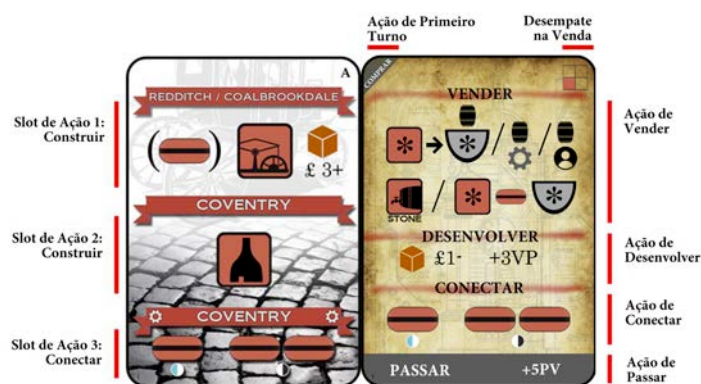 Ação de Primeiro
Turno
Desempate
na Venda
A
COMPRAR
REDDITCH / COALBROOKDALE
VENDER
Slot de Ação 1:
Construir
( )
£ 3+
* → * / /
Ação de
Vender
STONE
/ * *
COVENTRY
Slot de Ação 2:
Construir
DESENVOLVER
£1- +3VP
Ação de
Desenvolver
CONECTAR
COVENTRY
Slot de Ação 3:
Conectar
Ação de
Conectar
PASSAR +5PV
Ação de
Passar